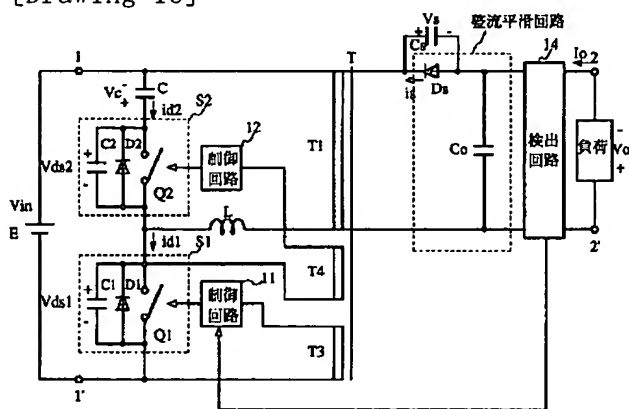 [Drawing 10]
整流平滑回路
Vs
Cs
14
Io
2
1
T
is
Ds
Vc
C
id2
S2
C2
D2
12
制御
回路
T1
Co
検出
回路
負荷
Vo
Vds2
Q2
Vin
E
L
2'
id1
S1
T4
C1
D1
11
制御
回路
Vds1
Q1
T3
1'